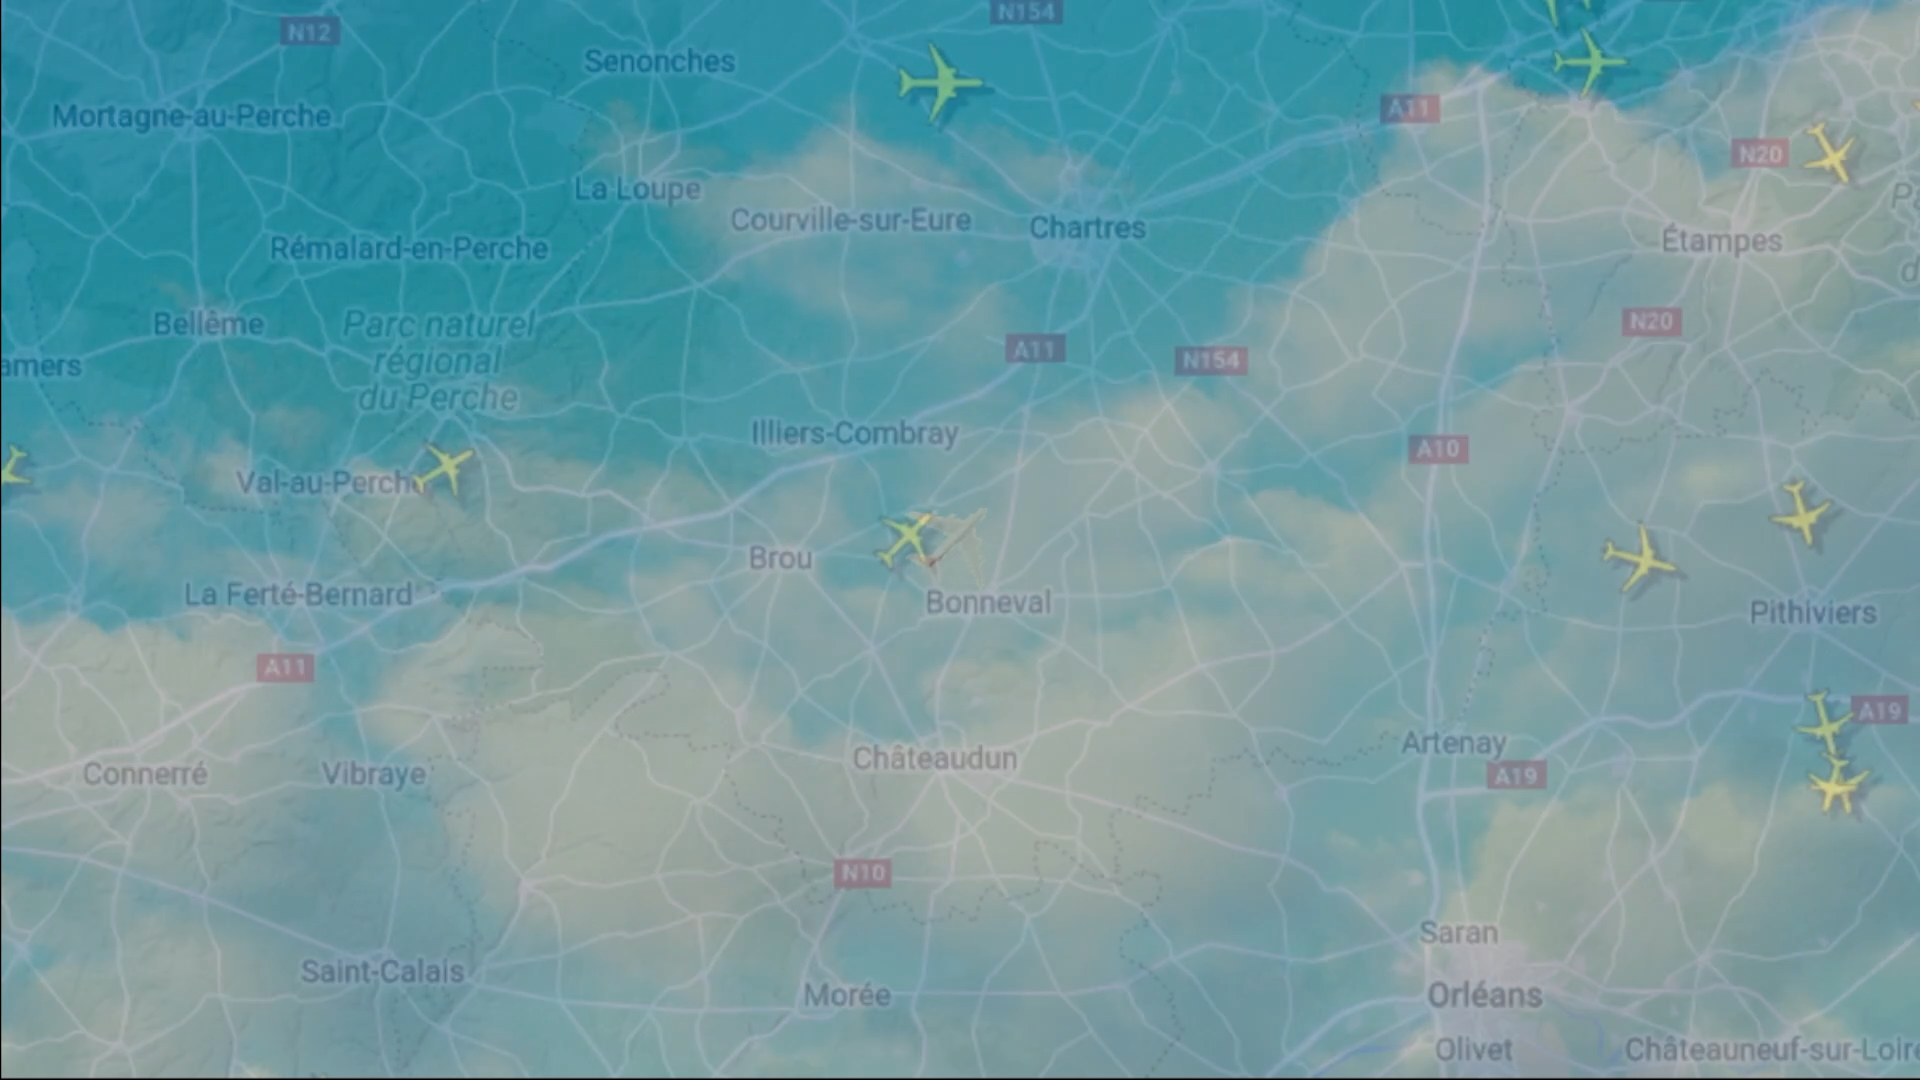 N154
N12
Senonches
Mortagne-au-Perche
A11
N20
La Loupe
Courville-sur-Eure
Chartres
Étampes
Rémalard-en-Perche
Bellême
Parc naturel
régional
du Perche
N20
A11
N154
amers
Illiers-Combray
A10
Val-au-Perche
Brou
La Ferté-Bernard
Bonneval
Pithiviers
A11
A19
Artenay
Châteaudun
Connerré
Vibraye
A19
N10
Saran
Saint-Calais
Morée
Orléans
Olivet
Châteauneuf-sur-Loire